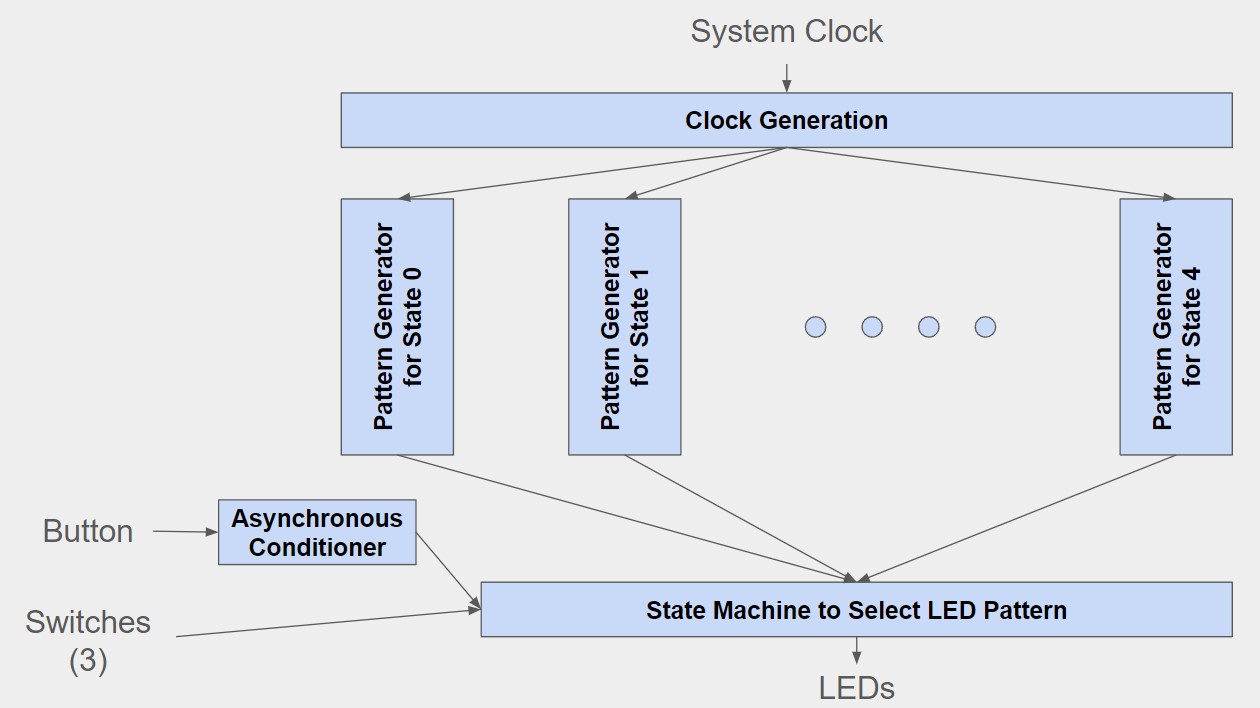 System Clock
Clock Generation
Pattern Generator
for State 0
Pattern Generator
for State 1
Pattern Generator
for State 4
Button
Asynchronous
Conditioner
Switches
(3)
State Machine to Select LED Pattern
LEDs